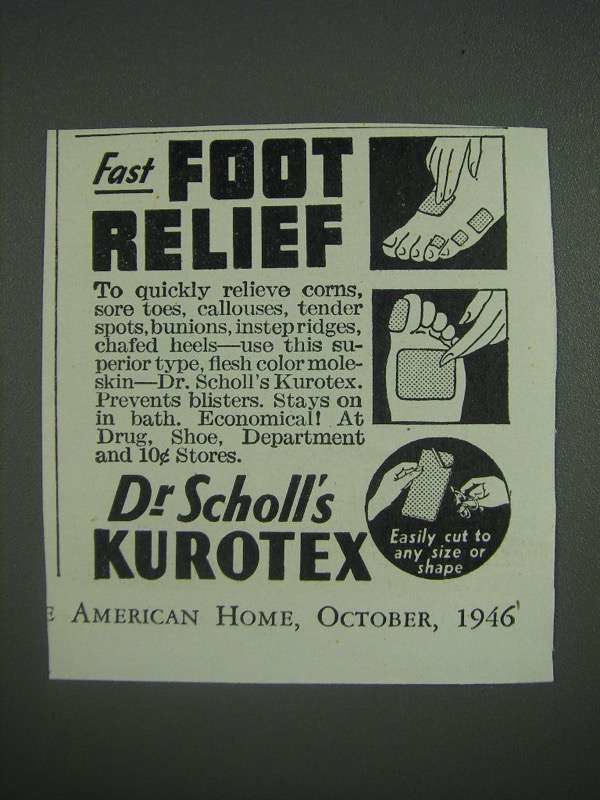 Fast FOOT
RELIEF
To quickly relieve corns,
sore toes, callouses, tender
spots, bunions, instep ridges,
chafed heels—use this su-
perior type, flesh color mole-
skin—Dr. Scholl's Kurotex.
Prevents blisters. Stays on
in bath. Economical! At
Drug, Shoe, Department
and 10¢ Stores.
Dr Scholl's
KUROTEX
Easily cut to
any size or
shape
E AMERICAN HOME, OCTOBER, 1946